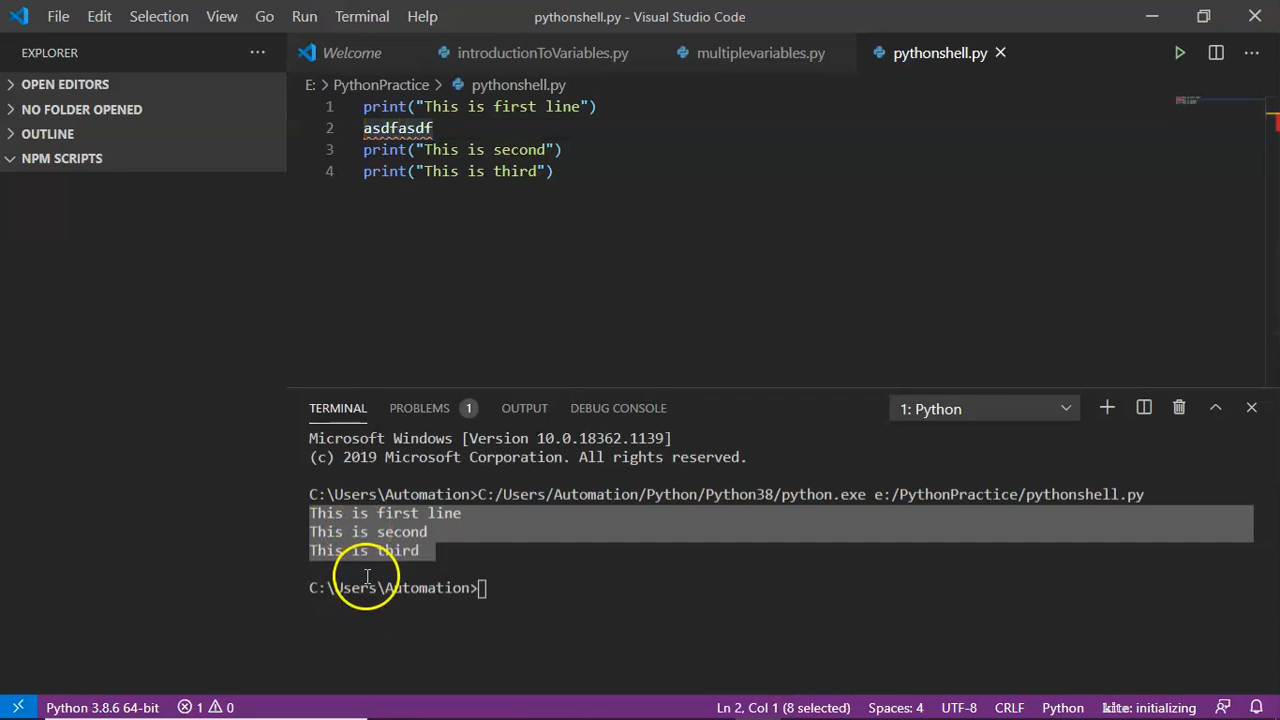 File Edit Selection View Go Run Terminal Help pythonshell.py - Visual Studio Code
EXPLORER
OPEN EDITORS
NO FOLDER OPENED
OUTLINE
NPM SCRIPTS
Welcome introductionToVariables.py multiplevariables.py pythonshell.py
E: > PythonPractice > pythonshell.py
1 print("This is first line")
2 asdfasdf
3 print("This is second")
4 print("This is third")
TERMINAL PROBLEMS 1 OUTPUT DEBUG CONSOLE 1: Python
Microsoft Windows [Version 10.0.18362.1139]
(c) 2019 Microsoft Corporation. All rights reserved.
C:\Users\Automation>C:/Users/Automation/Python/Python38/python.exe e:/PythonPractice/pythonshell.py
This is first line
This is second
This is third
C:\Users\Automation>
Python 3.8.6 64-bit 1 0 Ln 2, Col 1 (8 selected) Spaces: 4 UTF-8 CRLF Python kite: initializing